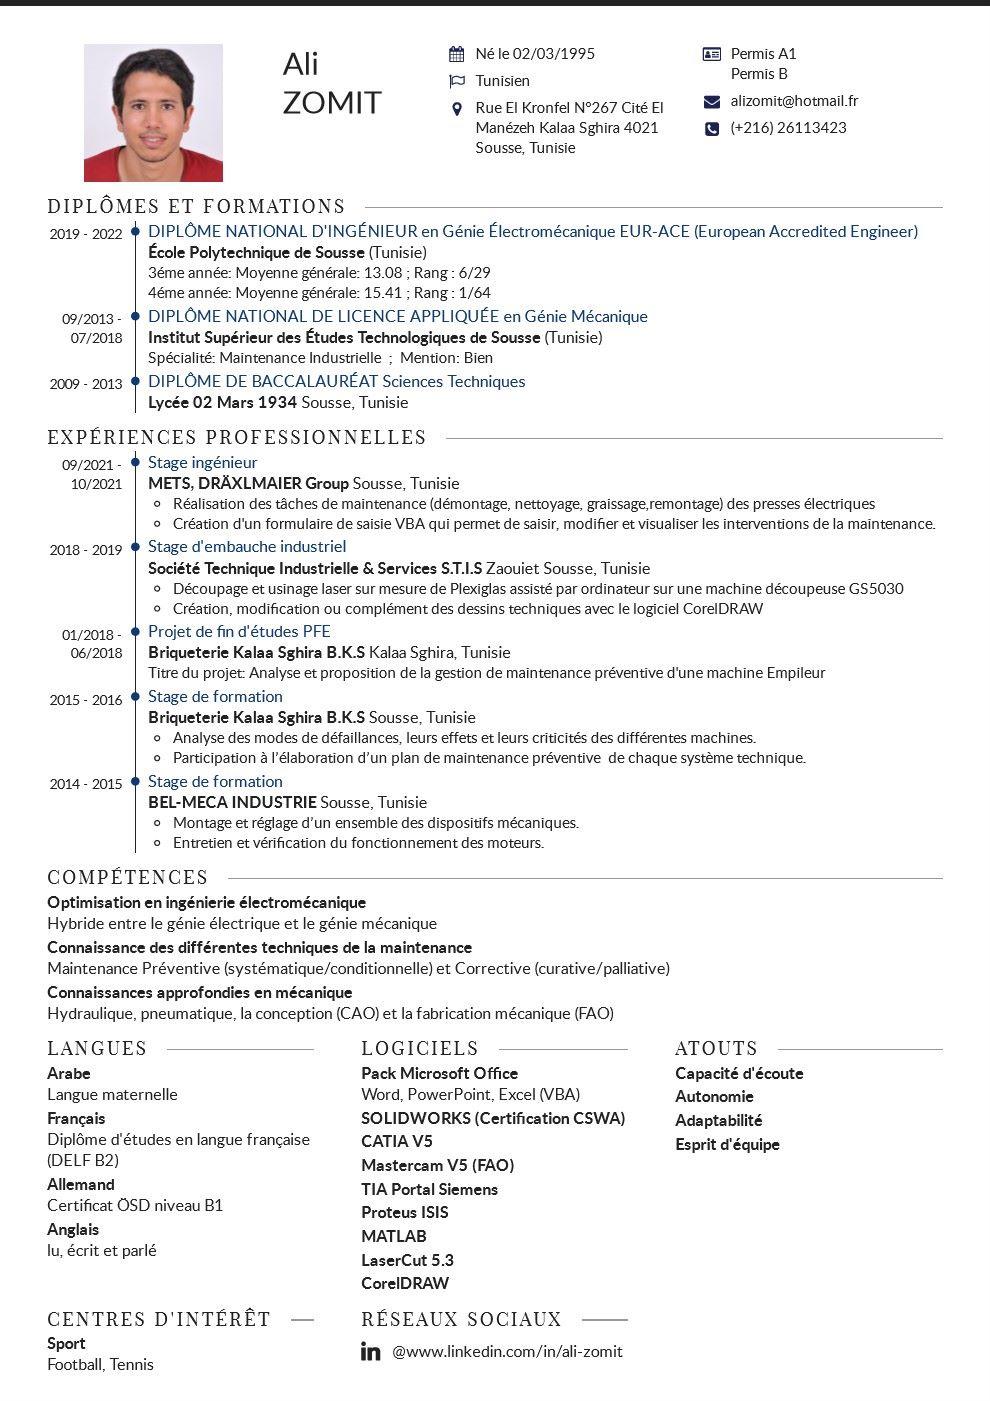 Ali
ZOMIT
Né le 02/03/1995
Tunisien
Rue El Kronfel N°267 Cité El
Manézeh Kalaa Sghira 4021
Sousse, Tunisie
Permis A1
Permis B
alizomit@hotmail.fr
(+216) 26113423
DIPLÔMES ET FORMATIONS
2019 - 2022 DIPLÔME NATIONAL D'INGÉNIEUR en Génie Électromécanique EUR-ACE (European Accredited Engineer)
École Polytechnique de Sousse (Tunisie)
3éme année: Moyenne générale: 13.08 ; Rang : 6/29
4éme année: Moyenne générale: 15.41 ; Rang : 1/64
09/2013 - DIPLÔME NATIONAL DE LICENCE APPLIQUÉE en Génie Mécanique
07/2018 Institut Supérieur des Études Technologiques de Sousse (Tunisie)
Spécialité: Maintenance Industrielle ; Mention: Bien
2009 - 2013 DIPLÔME DE BACCALAURÉAT Sciences Techniques
Lycée 02 Mars 1934 Sousse, Tunisie
EXPÉRIENCES PROFESSIONNELLES
09/2021 - Stage ingénieur
10/2021 METS, DRÄXLMAIER Group Sousse, Tunisie
Réalisation des tâches de maintenance (démontage, nettoyage, graissage,remontage) des presses électriques
Création d'un formulaire de saisie VBA qui permet de saisir, modifier et visualiser les interventions de la maintenance.
2018 - 2019 Stage d'embauche industriel
Société Technique Industrielle & Services S.T.I.S Zaouiet Sousse, Tunisie
Découpage et usinage laser sur mesure de Plexiglas assisté par ordinateur sur une machine découpeuse GS5030
Création, modification ou complément des dessins techniques avec le logiciel CorelDRAW
01/2018 - Projet de fin d'études PFE
06/2018 Briqueterie Kalaa Sghira B.K.S Kalaa Sghira, Tunisie
Titre du projet: Analyse et proposition de la gestion de maintenance préventive d'une machine Empileur
2015 - 2016 Stage de formation
Briqueterie Kalaa Sghira B.K.S Sousse, Tunisie
Analyse des modes de défaillances, leurs effets et leurs criticités des différentes machines.
Participation à l’élaboration d’un plan de maintenance préventive de chaque système technique.
2014 - 2015 Stage de formation
BEL-MECA INDUSTRIE Sousse, Tunisie
Montage et réglage d’un ensemble des dispositifs mécaniques.
Entretien et vérification du fonctionnement des moteurs.
COMPÉTENCES
Optimisation en ingénierie électromécanique
Hybride entre le génie électrique et le génie mécanique
Connaissance des différentes techniques de la maintenance
Maintenance Préventive (systématique/conditionnelle) et Corrective (curative/palliative)
Connaissances approfondies en mécanique
Hydraulique, pneumatique, la conception (CAO) et la fabrication mécanique (FAO)
LANGUES
Arabe
Langue maternelle
Français
Diplôme d'études en langue française
(DELF B2)
Allemand
Certificat ÖSD niveau B1
Anglais
lu, écrit et parlé
LOGICIELS
Pack Microsoft Office
Word, PowerPoint, Excel (VBA)
SOLIDWORKS (Certification CSWA)
CATIA V5
Mastercam V5 (FAO)
TIA Portal Siemens
Proteus ISIS
MATLAB
LaserCut 5.3
CorelDRAW
ATOUTS
Capacité d'écoute
Autonomie
Adaptabilité
Esprit d'équipe
CENTRES D'INTÉRÊT
Sport
Football, Tennis
RÉSEAUX SOCIAUX
in @www.linkedin.com/in/ali-zomit